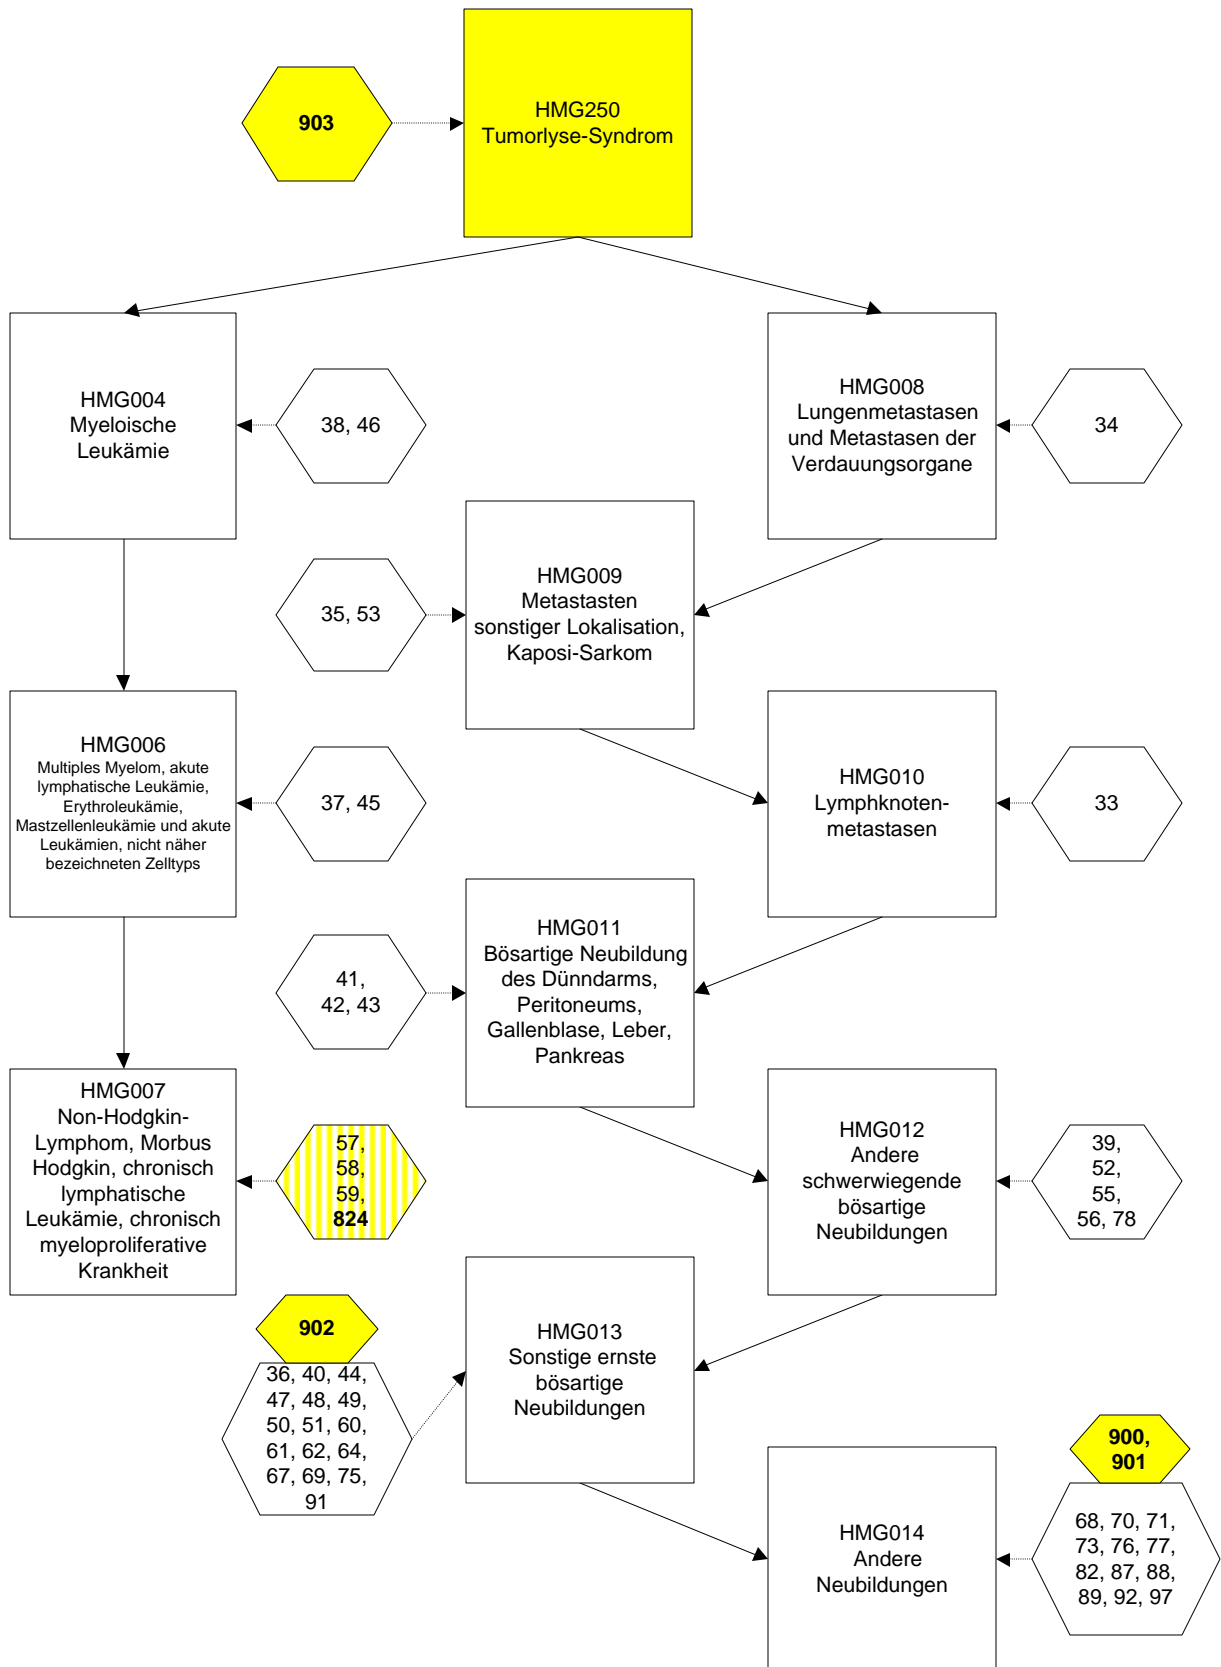 903
HMG250
Tumorlyse-Syndrom
HMG004
Myeloische
Leukämie
38, 46
HMG008
Lungenmetastasen
und Metastasen der
Verdauungsorgane
34
35, 53
HMG009
Metastasten
sonstiger Lokalisation,
Kaposi-Sarkom
HMG006
Multiples Myelom, akute
lymphatische Leukämie,
Erythroleukämie,
Mastzellenleukämie und akute
Leukämien, nicht näher
bezeichneten Zelltyps
37, 45
HMG010
Lymphknoten-
metastasen
33
41,
42, 43
HMG011
Bösartige Neubildung
des Dünndarms,
Peritoneums,
Gallenblase, Leber,
Pankreas
HMG007
Non-Hodgkin-
Lymphom, Morbus
Hodgkin, chronisch
lymphatische
Leukämie, chronisch
myeloproliferative
Krankheit
57,
58,
59,
824
HMG012
Andere
schwerwiegende
bösartige
Neubildungen
39,
52,
55,
56, 78
902
36, 40, 44,
47, 48, 49,
50, 51, 60,
61, 62, 64,
67, 69, 75,
91
HMG013
Sonstige ernste
bösartige
Neubildungen
HMG014
Andere
Neubildungen
900,
901
68, 70, 71,
73, 76, 77,
82, 87, 88,
89, 92, 97